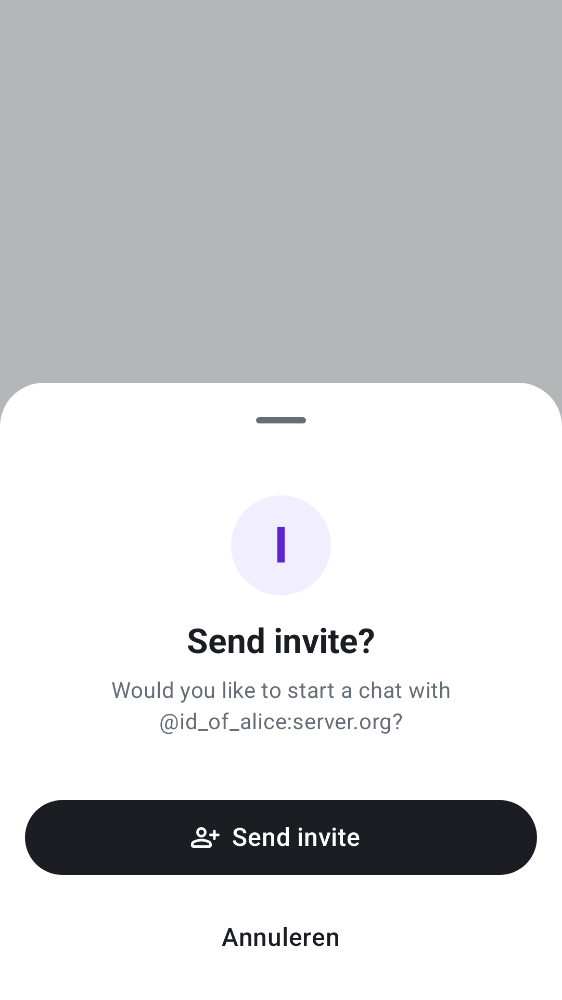 I
Send invite?
Would you like to start a chat with
@id_of_alice:server.org?
Send invite
Annuleren